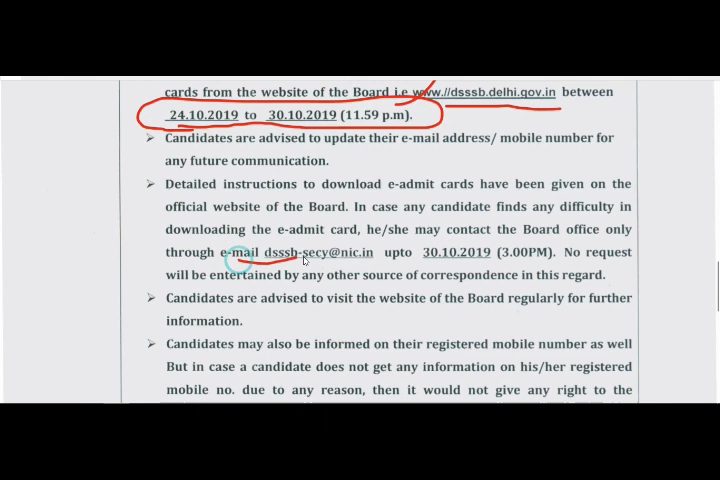 cards from the website of the Board i.e www.//dsssb.delhi.gov.in between
24.10.2019 to 30.10.2019 (11.59 p.m).
➢ Candidates are advised to update their e-mail address/ mobile number for
any future communication.
➢ Detailed instructions to download e-admit cards have been given on the
official website of the Board. In case any candidate finds any difficulty in
downloading the e-admit card, he/she may contact the Board office only
through e-mail dsssb-secy@nic.in upto 30.10.2019 (3.00PM). No request
will be entertained by any other source of correspondence in this regard.
➢ Candidates are advised to visit the website of the Board regularly for further
information.
➢ Candidates may also be informed on their registered mobile number as well
But in case a candidate does not get any information on his/her registered
mobile no. due to any reason, then it would not give any right to the